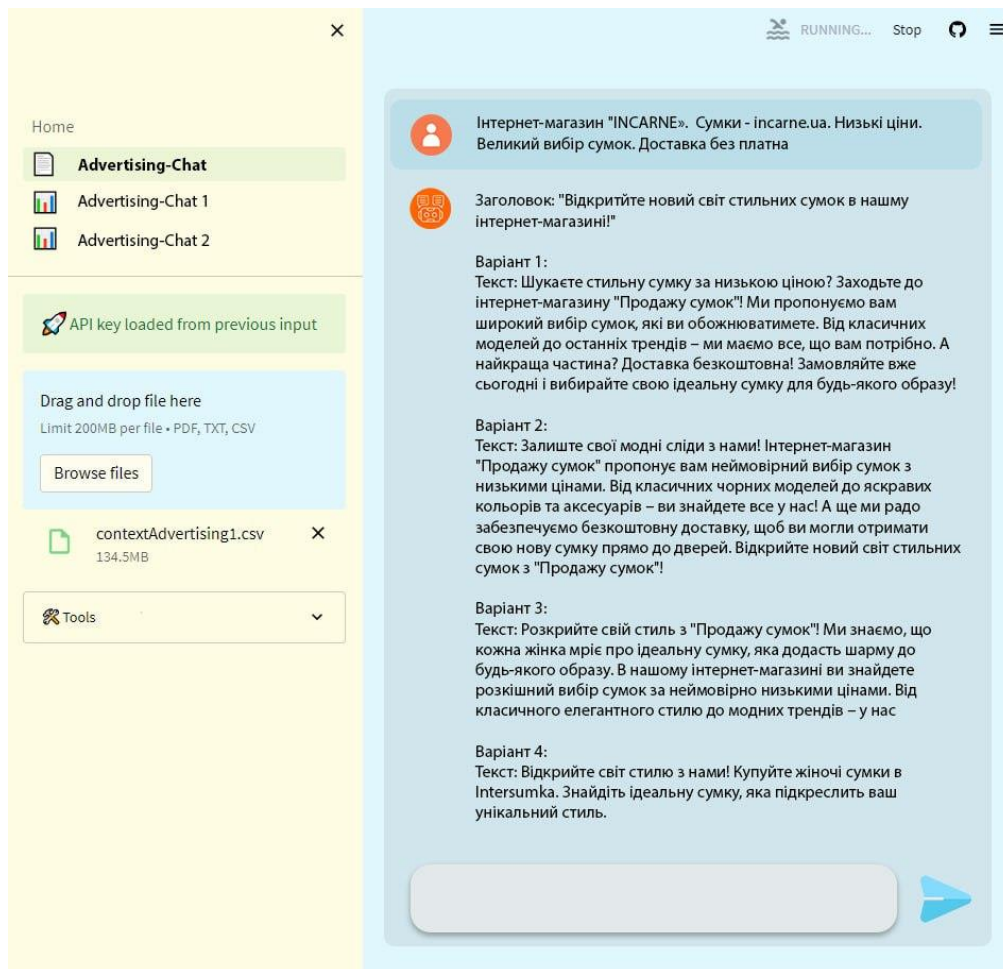 RUNNING...
Stop
Home
Advertising-Chat
Advertising-Chat 1
Advertising-Chat 2
API key loaded from previous input
Drag and drop file here
Limit 200MB per file • PDF, TXT, CSV
Browse files
contextAdvertising1.csv
134.5MB
Tools
Інтернет-магазин "INCARNE». Сумки - incarne.ua. Низькі ціни.
Великий вибір сумок. Доставка без платна
Заголовок: "Відкритйте новий світ стильних сумок в нашому
інтернет-магазині!"
Варіант 1:
Текст: Шукаєте стильну сумку за низькою ціною? Заходьте до
інтернет-магазину "Продажу сумок"! Ми пропонуємо вам
широкий вибір сумок, які ви обожнюватимете. Від класичних
моделей до останніх трендів – ми маємо все, що вам потрібно. А
найкраща частина? Доставка безкоштовна! Замовляйте вже
сьогодні і вибирайте свою ідеальну сумку для будь-якого образу!
Варіант 2:
Текст: Залиште свої модні сліди з нами! Інтернет-магазин
"Продажу сумок" пропонує вам неймовірний вибір сумок з
низькими цінами. Від класичних чорних моделей до яскравих
кольорів та аксесуарів – ви знайдете все у нас! А ще ми радо
забезпечуємо безкоштовну доставку, щоб ви могли отримати
свою нову сумку прямо до дверей. Відкрийте новий світ стильних
сумок з "Продажу сумок"!
Варіант 3:
Текст: Розкрийте свій стиль з "Продажу сумок"! Ми знаємо, що
кожна жінка мріє про ідеальну сумку, яка додасть шарму до
будь-якого образу. В нашому інтернет-магазині ви знайдете
розкішний вибір сумок за неймовірно низькими цінами. Від
класичного елегантного стилю до модних трендів – у нас
Варіант 4:
Текст: Відкрийте світ стилю з нами! Купуйте жіночі сумки в
Intersumka. Знайдіть ідеальну сумку, яка підкреслить ваш
унікальний стиль.